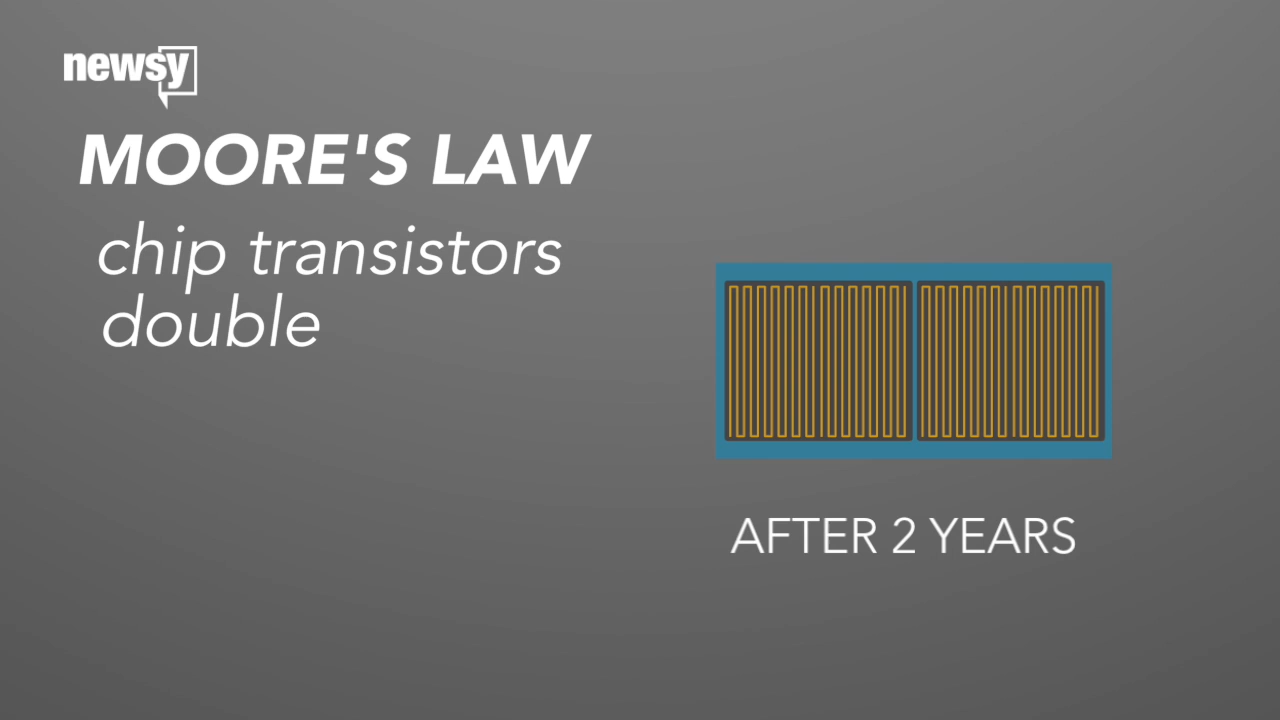 newsy
MOORE'S LAW
chip transistors
double
AFTER 2 YEARS